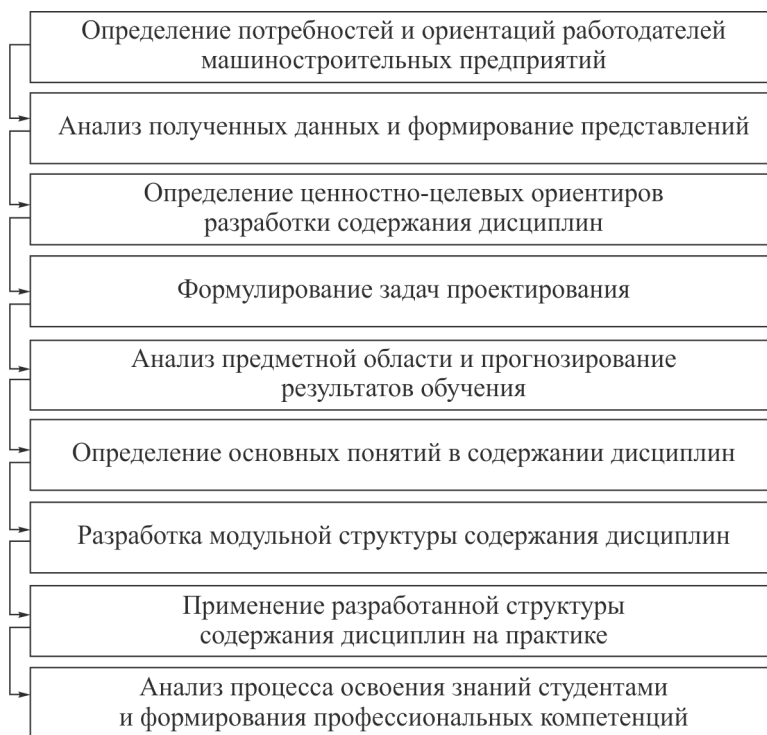 Определение потребностей и ориентаций работодателей
машиностроительных предприятий
Анализ полученных данных и формирование представлений
Определение ценностно-целевых ориентиров
разработки содержания дисциплин
Формулирование задач проектирования
Анализ предметной области и прогнозирование
результатов обучения
Определение основных понятий в содержании дисциплин
Разработка модульной структуры содержания дисциплин
Применение разработанной структуры
содержания дисциплин на практике
Анализ процесса освоения знаний студентами
и формирования профессиональных компетенций